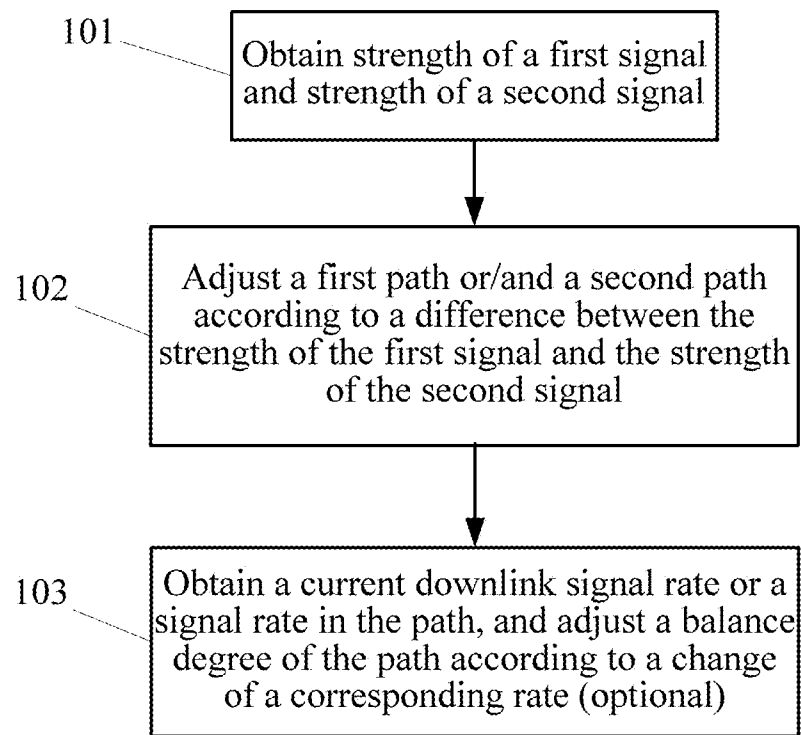 101
Obtain strength of a first signal
and strength of a second signal
102
Adjust a first path or/and a second path
according to a difference between the
strength of the first signal and the strength
of the second signal
103
Obtain a current downlink signal rate or a
signal rate in the path, and adjust a balance
degree of the path according to a change
of a corresponding rate (optional)